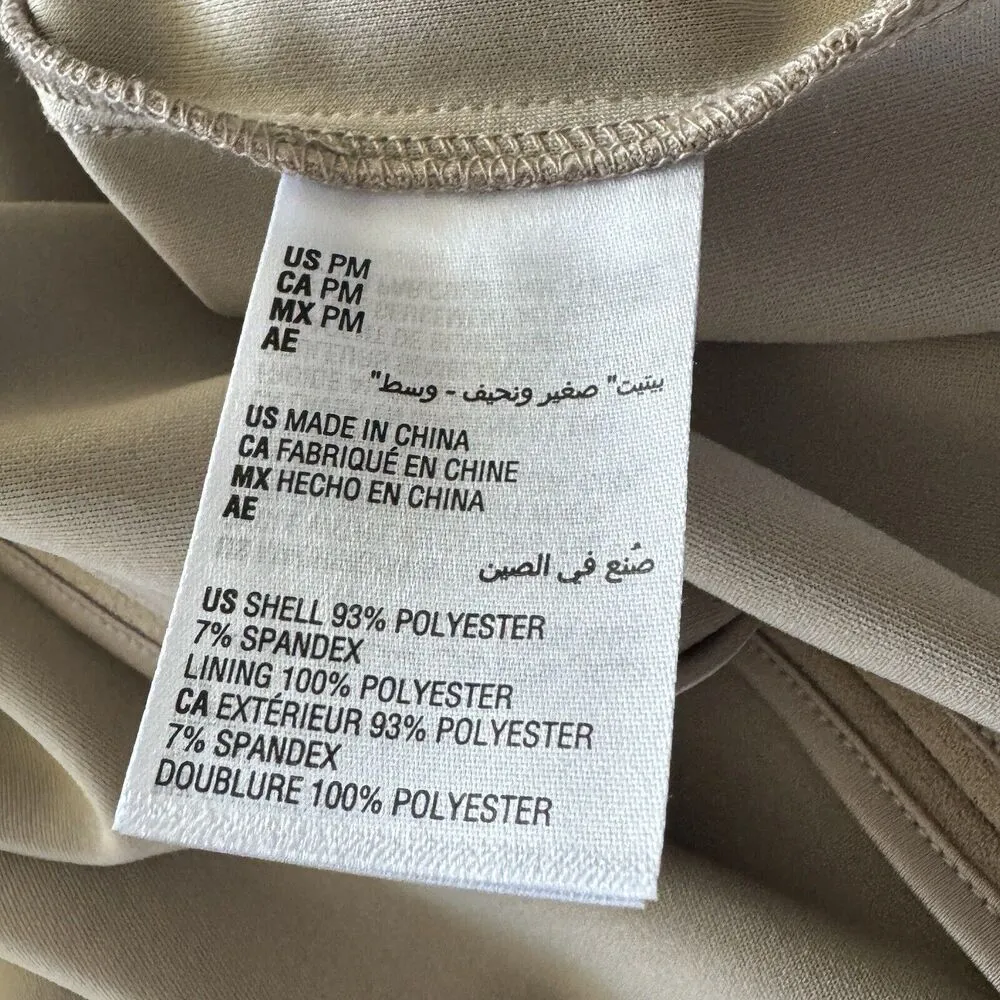 US PM
CA PM
MX PM
AE
بيتيت" صغير ونحيف - وسط"
US MADE IN CHINA
CA FABRIQUÉ EN CHINE
MX HECHO EN CHINA
AE
صُنع في الصين
US SHELL 93% POLYESTER
7% SPANDEX
LINING 100% POLYESTER
CA EXTÉRIEUR 93% POLYESTER
7% SPANDEX
DOUBLURE 100% POLYESTER